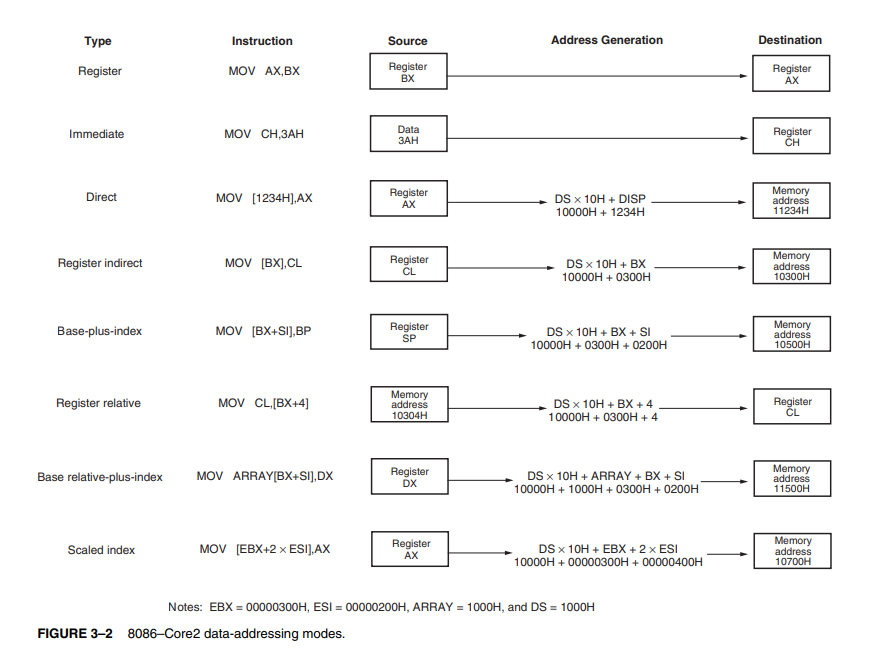 Type Instruction Source Address Generation Destination
Register MOV AX,BX Register BX Register AX
Immediate MOV CH,3AH Data 3AH Register CH
Direct MOV [1234H],AX Register AX DS × 10H + DISP Memory address 11234H
10000H + 1234H
Register indirect MOV [BX],CL Register CL DS × 10H + BX Memory address 10300H
10000H + 0300H
Base-plus-index MOV [BX+SI],BP Register SP DS × 10H + BX + SI Memory address 10500H
10000H + 0300H + 0200H
Register relative MOV CL,[BX+4] Memory address 10304H DS × 10H + BX + 4 Register CL
10000H + 0300H + 4
Base relative-plus-index MOV ARRAY[BX+SI],DX Register DX DS × 10H + ARRAY + BX + SI Memory address 11500H
10000H + 1000H + 0300H + 0200H
Scaled index MOV [EBX+2 × ESI],AX Register AX DS × 10H + EBX + 2 × ESI Memory address 10700H
10000H + 00000300H + 00000400H
Notes: EBX = 00000300H, ESI = 00000200H, ARRAY = 1000H, and DS = 1000H
FIGURE 3–2 8086–Core2 data-addressing modes.